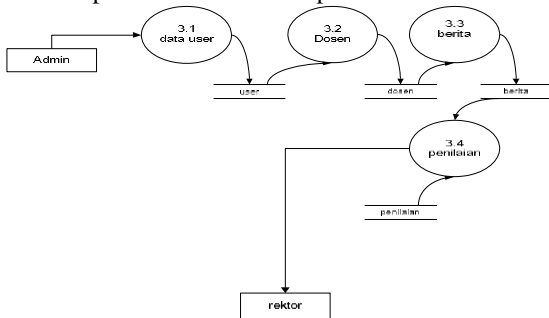 3.1
data user
3.2
Dosen
3.3
berita
Admin
user
dosen
berita
3.4
penilaian
penilaian
rektor